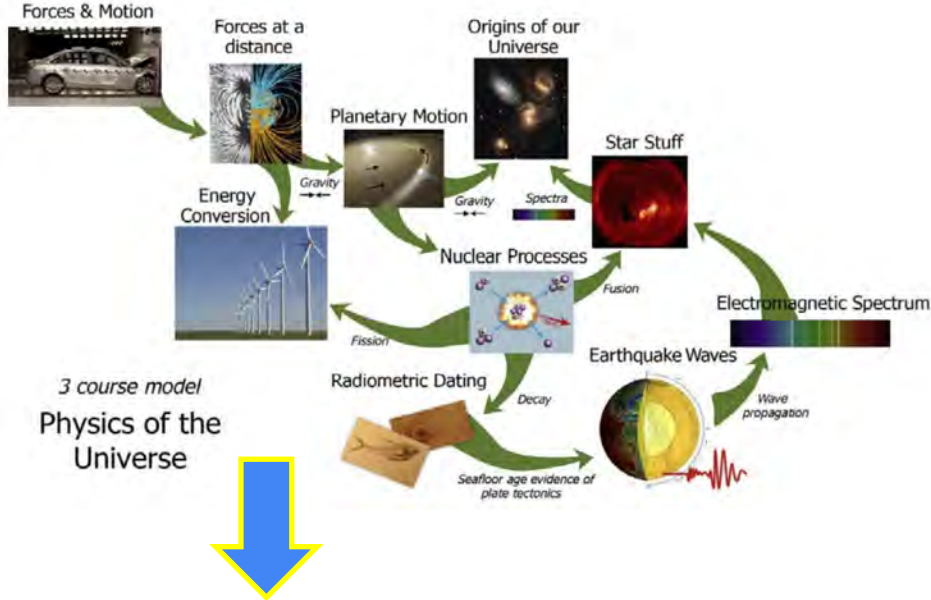 Forces & Motion
Forces at a
distance
Origins of our
Universe
Planetary Motion
Star Stuff
Gravity
Energy
Conversion
Gravity
Spectra
Nuclear Processes
Fusion
Electromagnetic Spectrum
Fission
Earthquake Waves
Radiometric Dating
Decay
Wave
propagation
3 course model
Physics of the
Universe
Seafloor age evidence of
plate tectonics